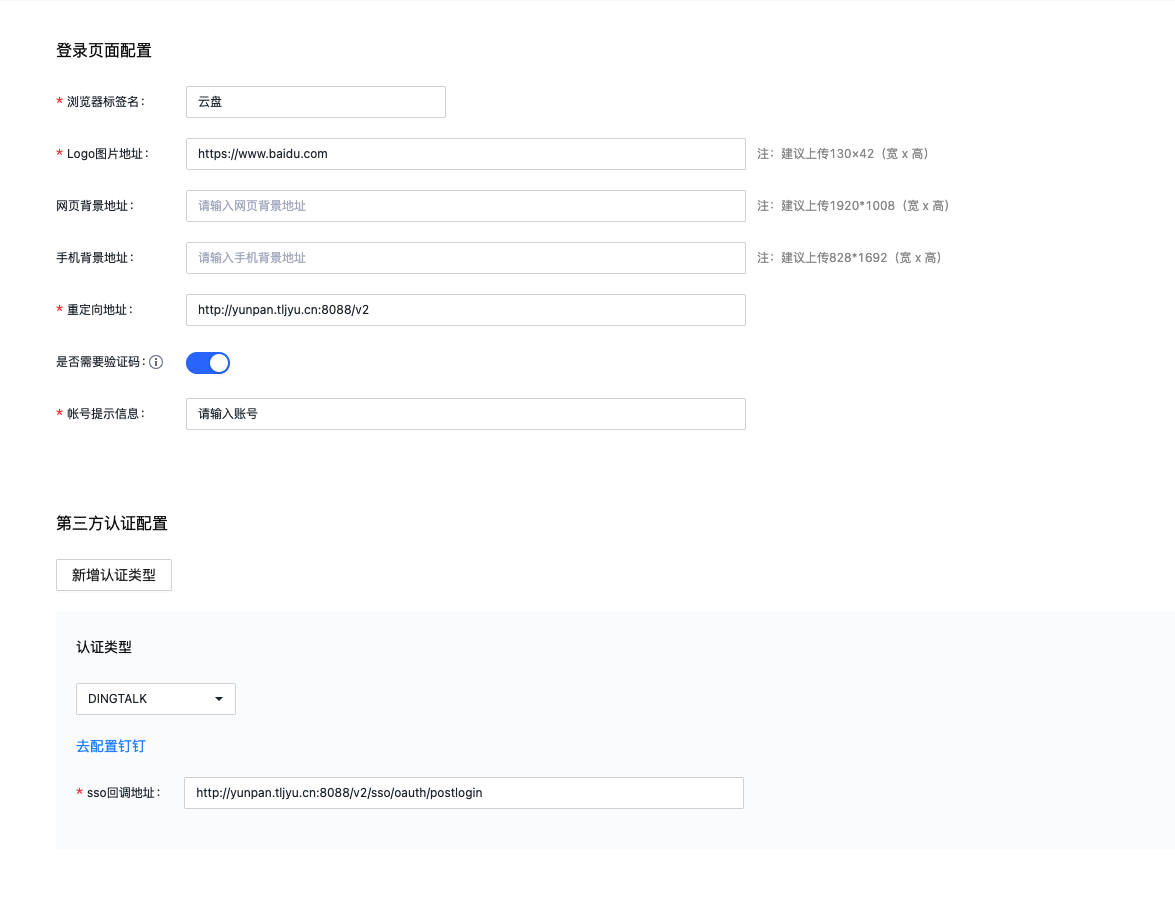 登录页面配置
* 浏览器标签名： 云盘
* Logo图片地址： https://www.baidu.com 注：建议上传130×42（宽 x 高）
网页背景地址： 请输入网页背景地址 注：建议上传1920*1008（宽 x 高）
手机背景地址： 请输入手机背景地址 注：建议上传828*1692（宽 x 高）
* 重定向地址： http://yunpan.tljyu.cn:8088/v2
是否需要验证码：
* 帐号提示信息： 请输入账号
第三方认证配置
新增认证类型
认证类型
DINGTALK
去配置钉钉
* sso回调地址： http://yunpan.tljyu.cn:8088/v2/sso/oauth/postlogin